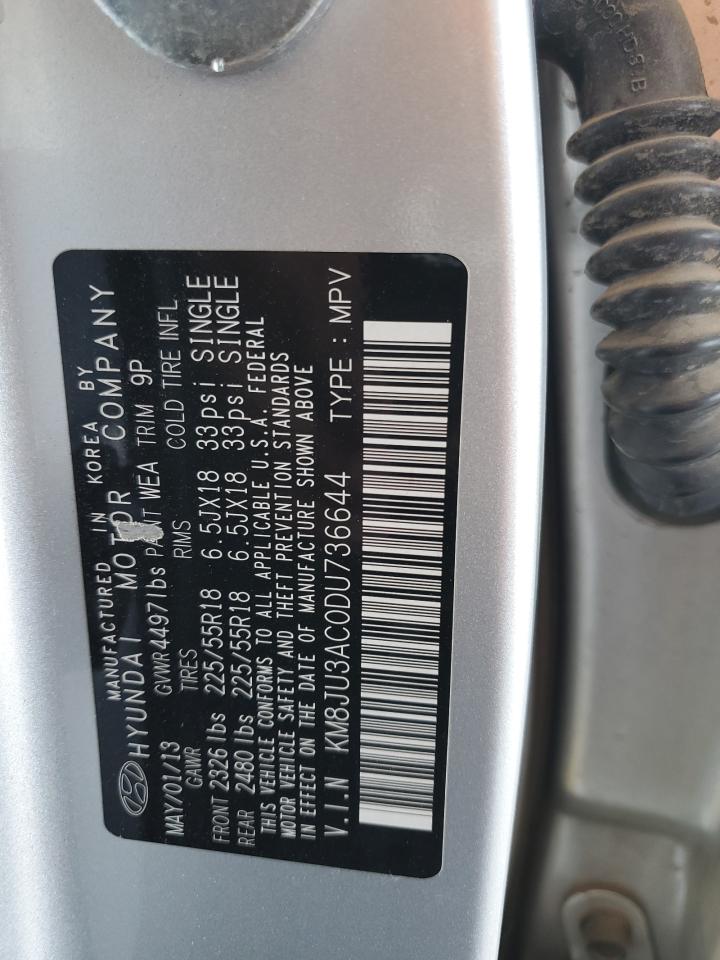 MANUFACTURED IN KOREA BY
HYUNDAI MOTOR COMPANY
MAY/01/13 GVWR 4497 lbs PAINT WEA TRIM 9P
GAWR TIRES RIMS COLD TIRE INFL
FRONT 2326 lbs 225/55R18 6.5JX18 33psi SINGLE
REAR 2480 lbs 225/55R18 6.5JX18 33psi SINGLE
THIS VEHICLE CONFORMS TO ALL APPLICABLE U.S.A. FEDERAL
MOTOR VEHICLE SAFETY AND THEFT PREVENTION STANDARDS
IN EFFECT ON THE DATE OF MANUFACTURE SHOWN ABOVE
V.I.N KM8JU3AC0DU736644 TYPE : MPV